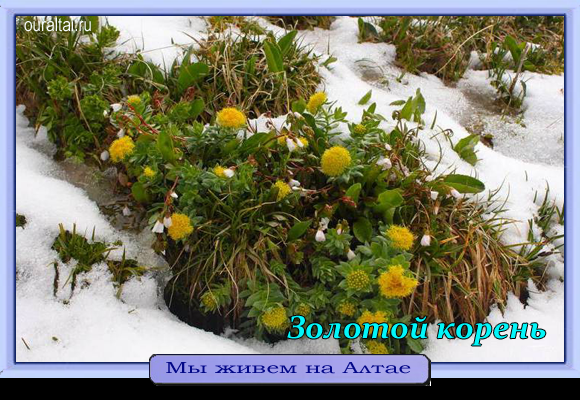 ouraltai.ru
Золотой корень
Мы живем на Алтае